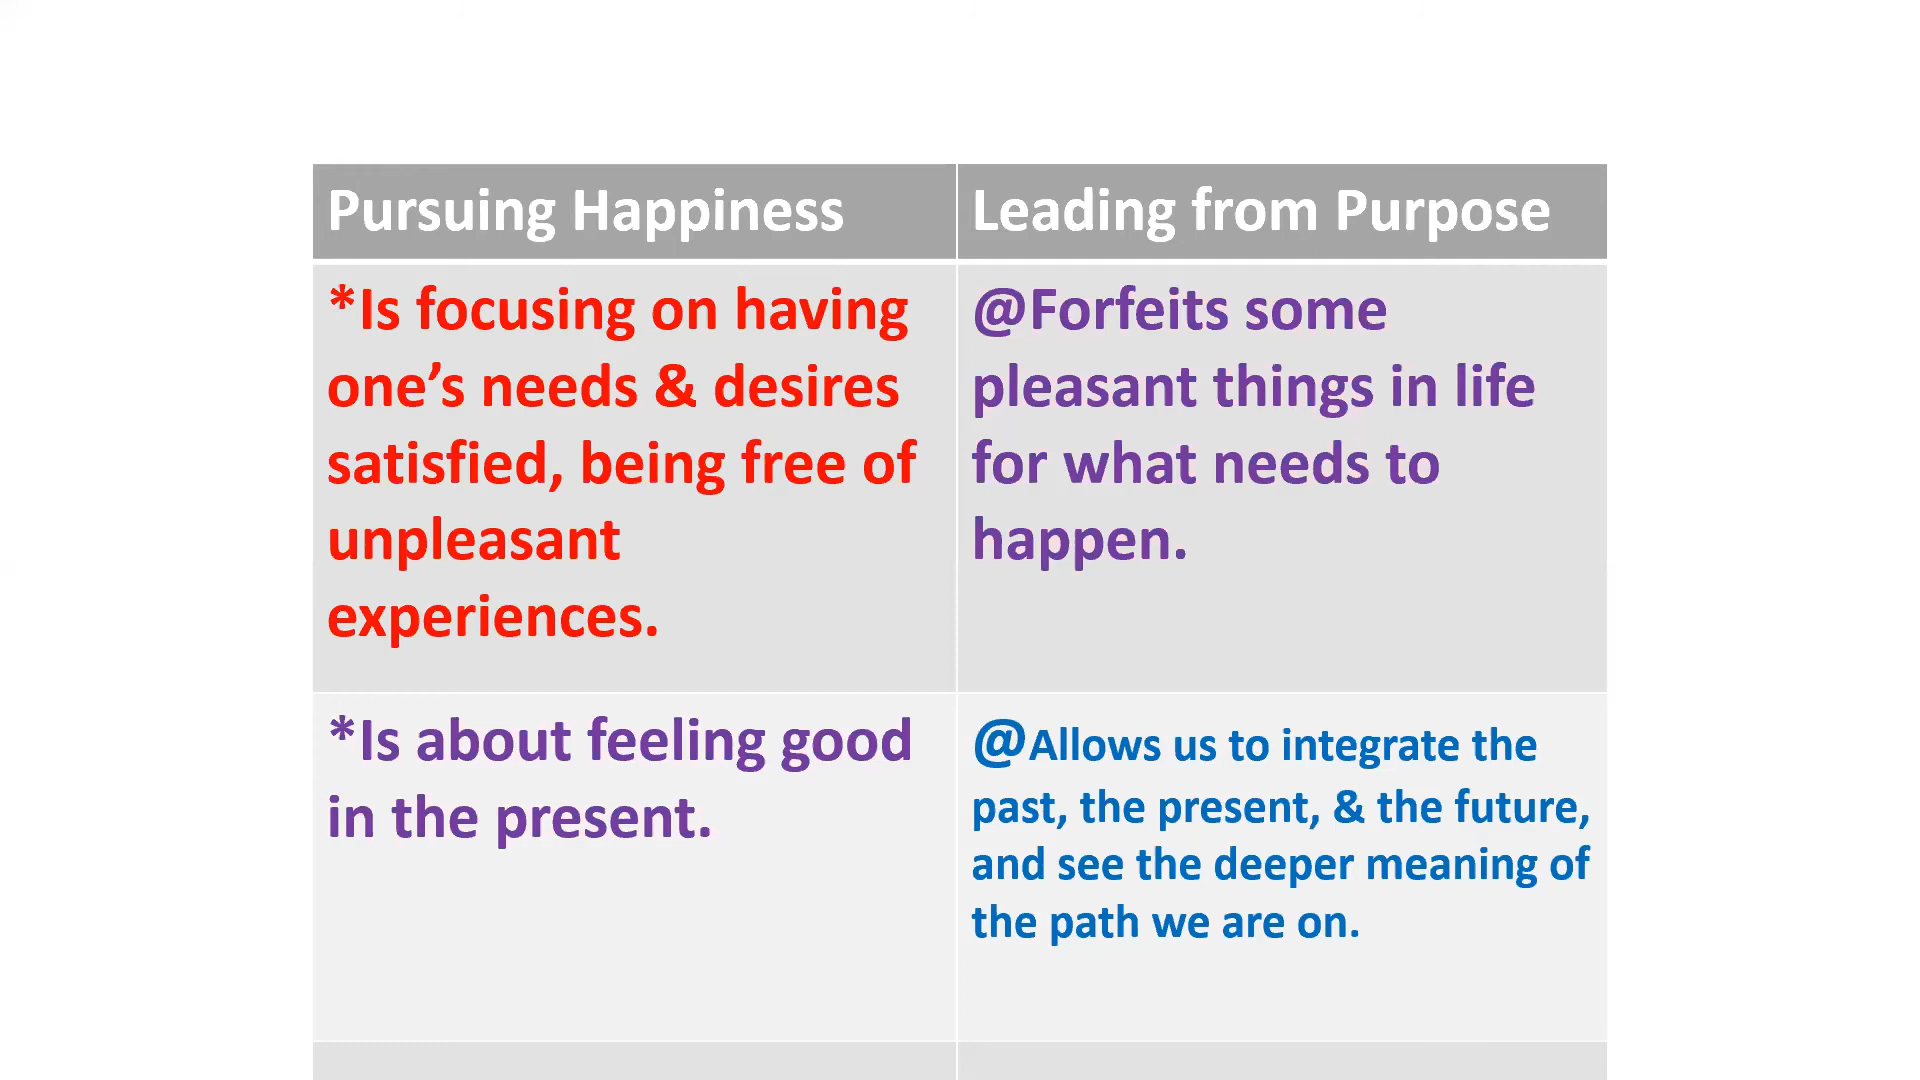 Pursuing Happiness
Leading from Purpose
*Is focusing on having
one’s needs & desires
satisfied, being free of
unpleasant
experiences.
@Forfeits some
pleasant things in life
for what needs to
happen.
*Is about feeling good
in the present.
@Allows us to integrate the
past, the present, & the future,
and see the deeper meaning of
the path we are on.